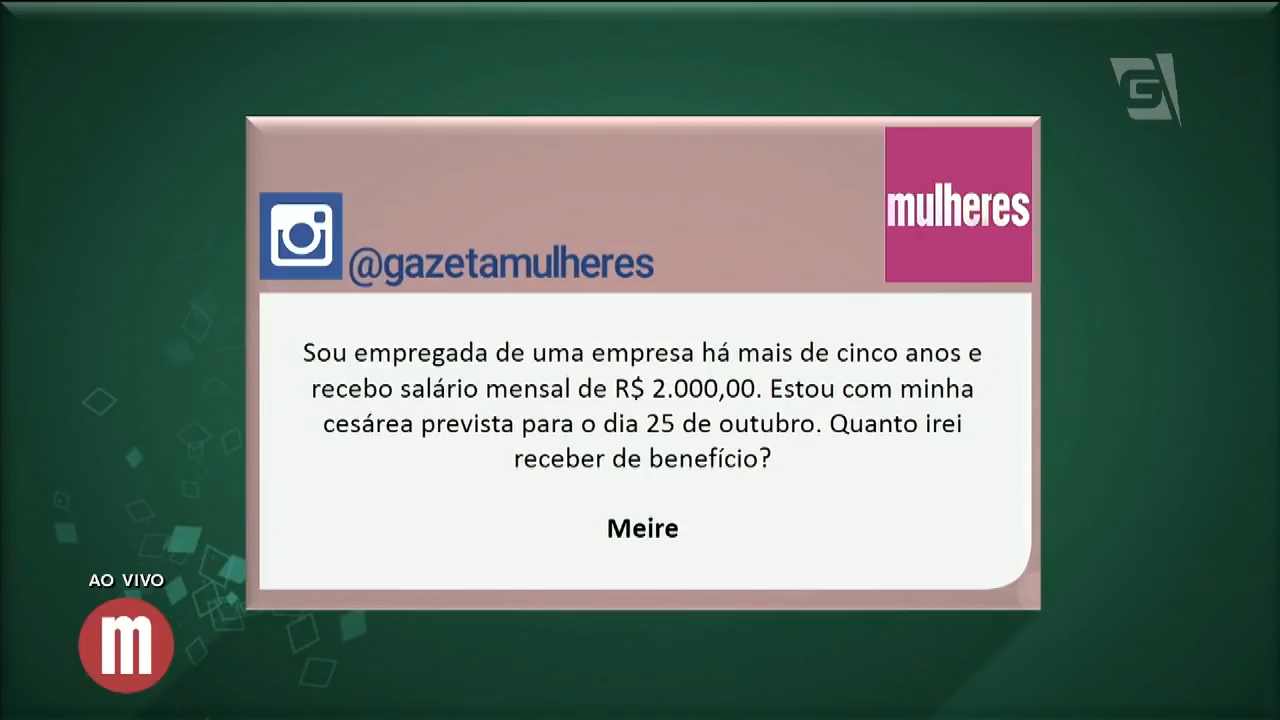 mulheres
@gazetamulheres
Sou empregada de uma empresa há mais de cinco anos e
recebo salário mensal de R$ 2.000,00. Estou com minha
cesárea prevista para o dia 25 de outubro. Quanto irei
receber de benefício?
Meire
AO VIVO
m